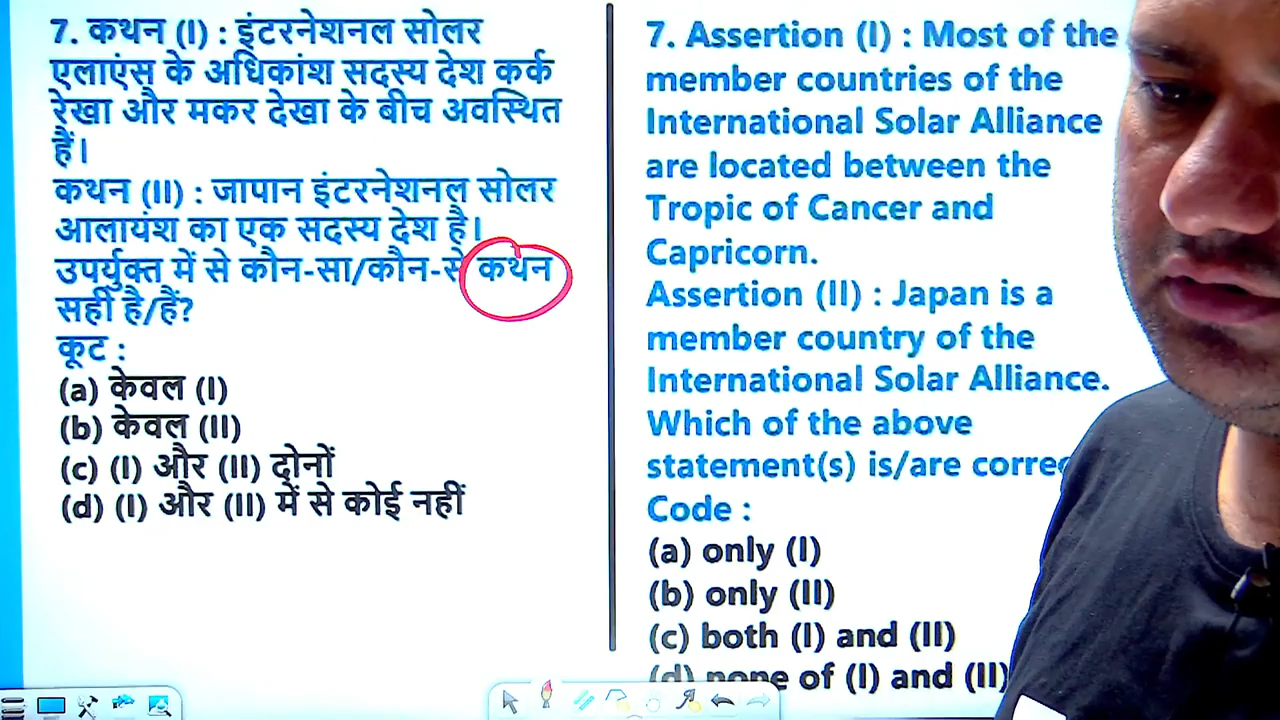 7. कथन (I) : इंटरनेशनल सोलर
एलाएंस के अधिकांश सदस्य देश कर्क
रेखा और मकर देखा के बीच अवस्थित
हैं।
कथन (II) : जापान इंटरनेशनल सोलर
आलायंश का एक सदस्य देश है।
उपर्युक्त में से कौन-सा/कौन-से कथन
सही है/हैं?
कूट :
(a) केवल (I)
(b) केवल (II)
(c) (I) और (II) दोनों
(d) (I) और (II) में से कोई नहीं
7. Assertion (I) : Most of the
member countries of the
International Solar Alliance
are located between the
Tropic of Cancer and
Capricorn.
Assertion (II) : Japan is a
member country of the
International Solar Alliance.
Which of the above
statement(s) is/are
Code :
(a) only (I)
(b) only (II)
(c) both (I) and (II)
(d) none of (I) and (II)